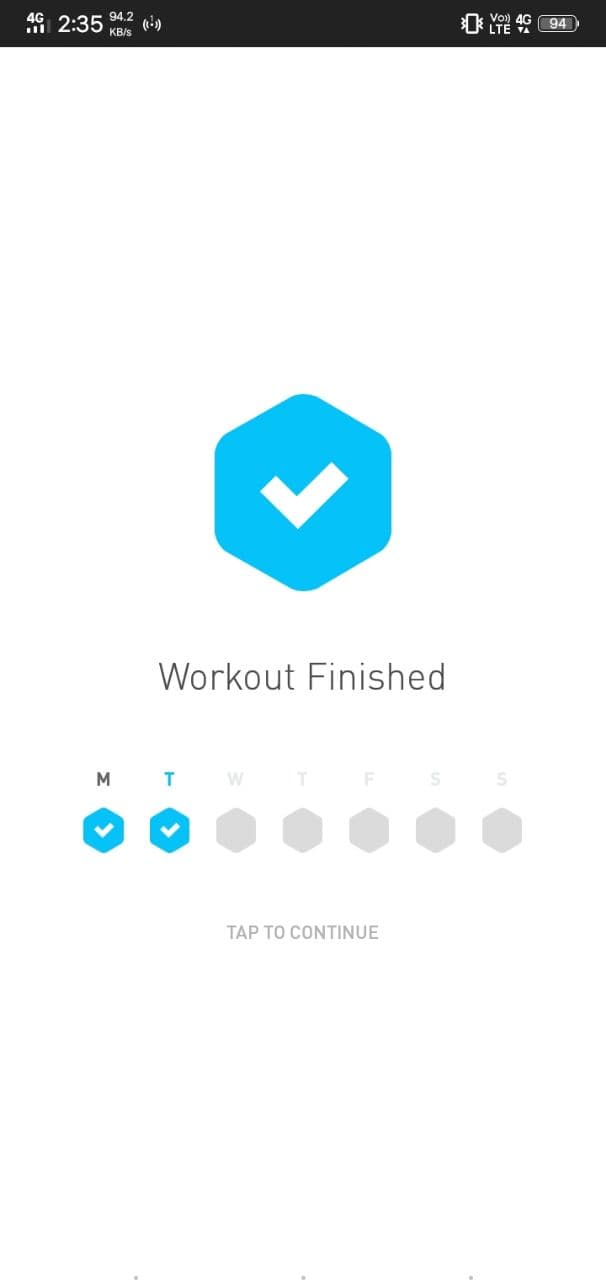 4G 2:35 94.2 KB/s Vo)) LTE 4G 94
Workout Finished
M T W T F S S
TAP TO CONTINUE